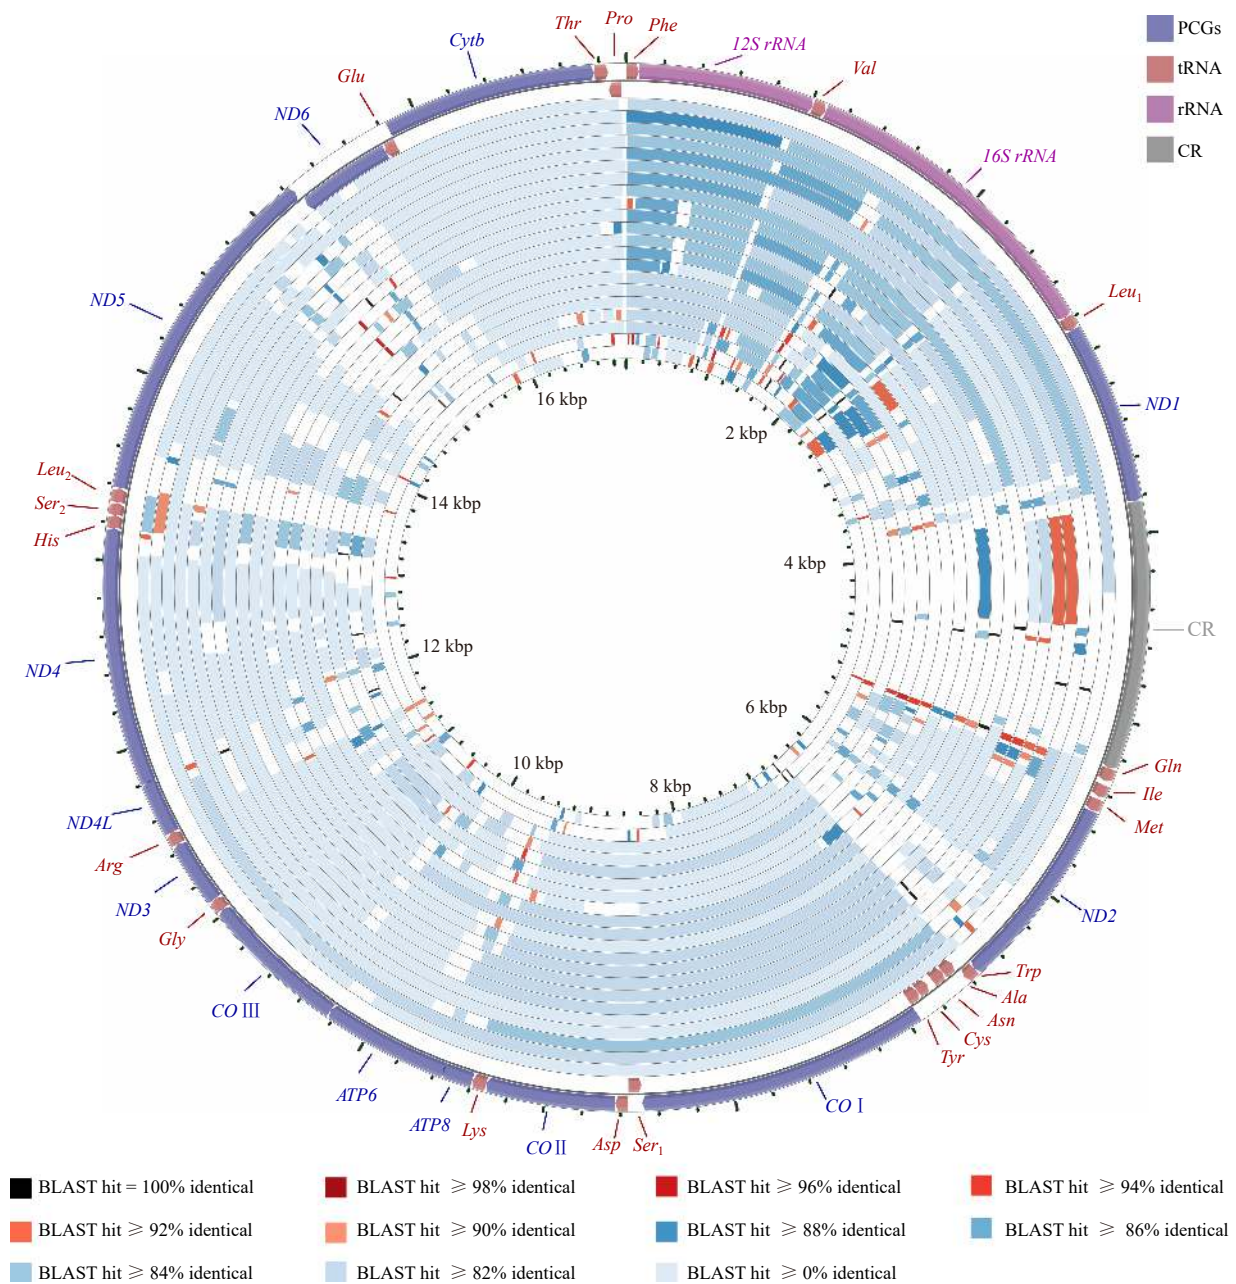 Thr
Pro
Phe
12S rRNA
Val
16S rRNA
Leu₁
ND1
CR
Gln
Ile
Met
ND2
Trp
Ala
Asn
Cys
Tyr
CO Ⅰ
Ser₁
Asp
CO Ⅱ
Lys
ATP8
ATP6
CO Ⅲ
Gly
ND3
Arg
ND4L
ND4
His
Ser₂
Leu₂
ND5
ND6
Glu
Cytb
PCGs
tRNA
rRNA
CR
16 kbp
2 kbp
14 kbp
4 kbp
12 kbp
6 kbp
10 kbp
8 kbp
BLAST hit = 100% identical
BLAST hit ≥ 98% identical
BLAST hit ≥ 96% identical
BLAST hit ≥ 94% identical
BLAST hit ≥ 92% identical
BLAST hit ≥ 90% identical
BLAST hit ≥ 88% identical
BLAST hit ≥ 86% identical
BLAST hit ≥ 84% identical
BLAST hit ≥ 82% identical
BLAST hit ≥ 0% identical